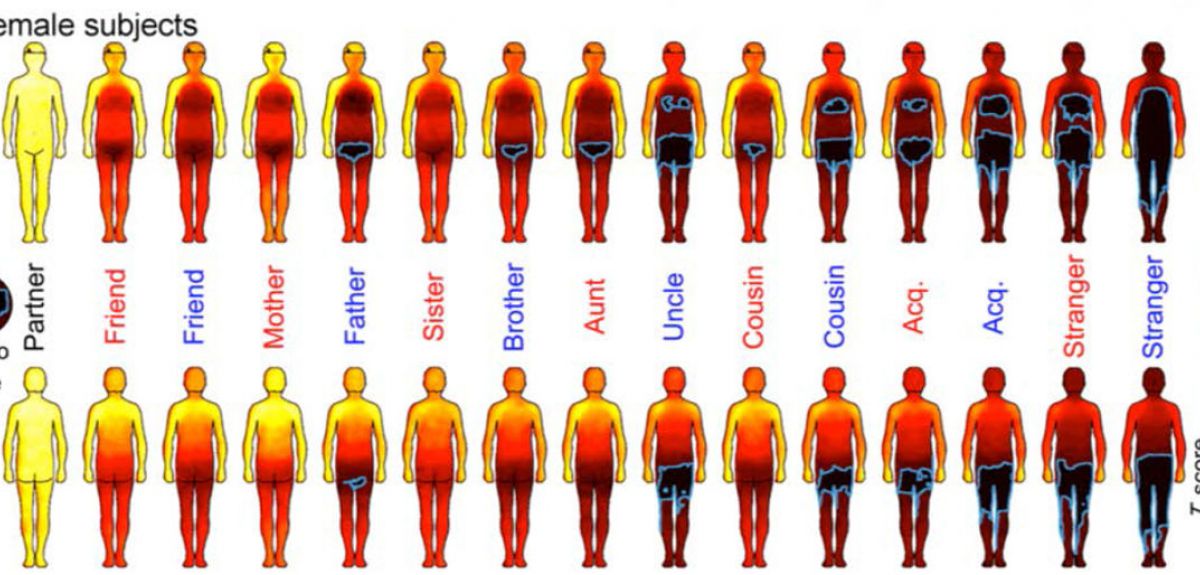 emale subjects
Partner
Friend
Friend
Mother
Father
Sister
Brother
Aunt
Uncle
Cousin
Cousin
Acq.
Acq.
Stranger
Stranger
T score